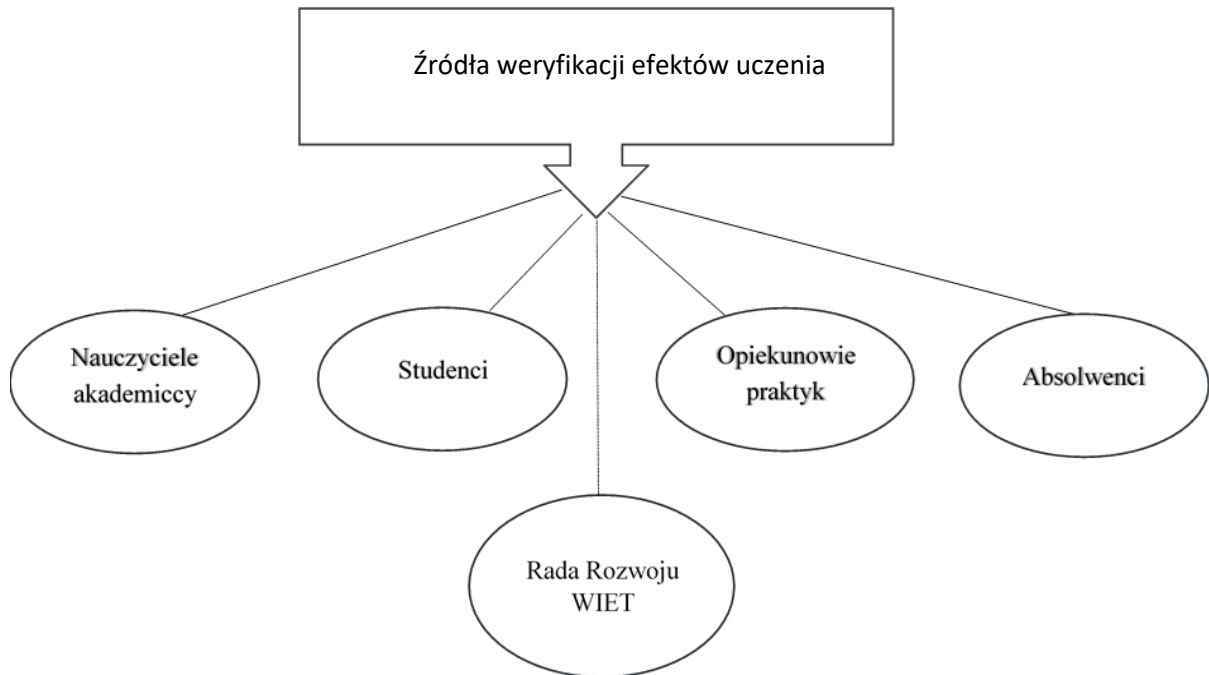 Źródła weryfikacji efektów uczenia
Nauczyciele
akademiccy
Studenci
Opiekunowie
praktyk
Absolwenci
Rada Rozwoju
WIET